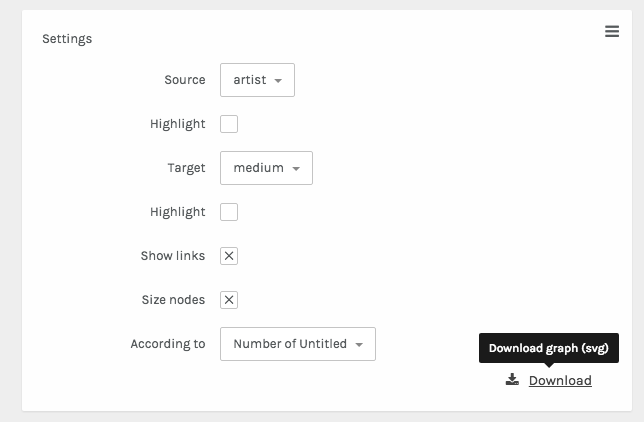 Settings
Source artist
Highlight
Target medium
Highlight
Show links
Size nodes
According to Number of Untitled
Download graph (svg)
Download